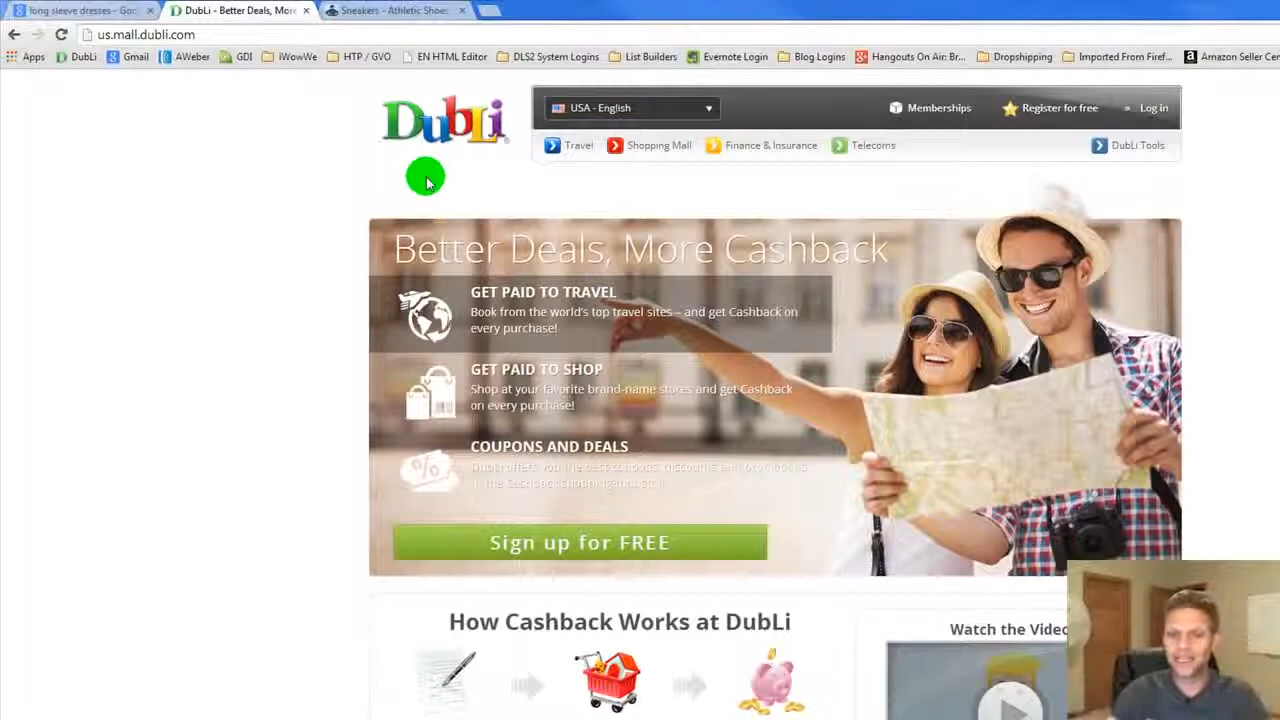 long sleeve dresses - Goo
DubLi - Better Deals, More
Sneakers - Athletic Shoes
us.mall.dubli.com
Apps
DubLi
Gmail
AWeber
GDI
iWowWe
HTP / GVO
EN HTML Editor
DLS2 System Logins
List Builders
Evernote Login
Blog Logins
Hangouts On Air: Br...
Dropshipping
Imported From Firef...
Amazon Seller Cen
DubLi
USA - English
Memberships
Register for free
» Log in
Travel
Shopping Mall
Finance & Insurance
Telecoms
DubLi Tools
Better Deals, More Cashback
GET PAID TO TRAVEL
Book from the world's top travel sites – and get Cashback on
every purchase!
GET PAID TO SHOP
Shop at your favorite brand-name stores and get Cashback
on every purchase!
COUPONS AND DEALS
Sign up for FREE
How Cashback Works at DubLi
Watch the Video